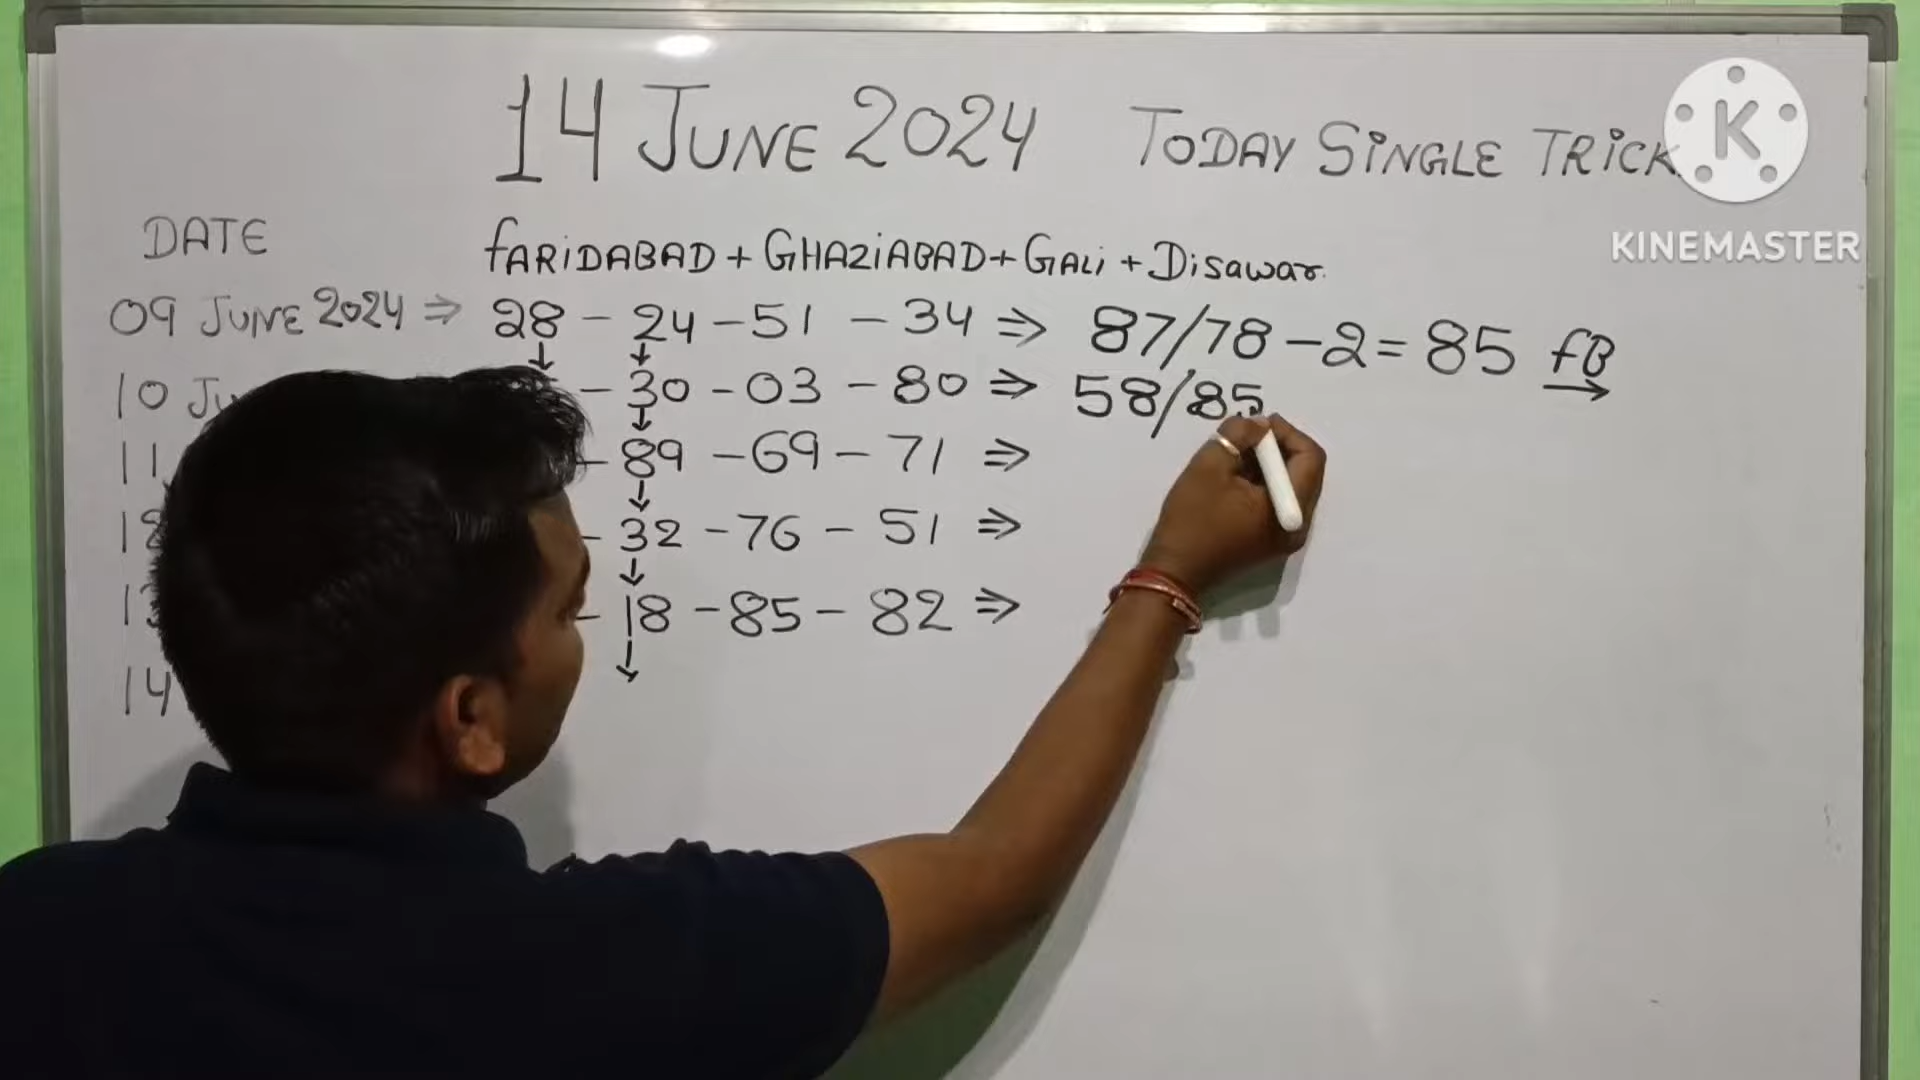 14 JUNE 2024 TODAY SiNGLE TRiCK
KINEMASTER
DATE
fARiDABAD + GHAZiABAD + GALi + Disawar.
09 JUNE 2024 ⇒ 28 - 24 - 51 - 34 ⇒ 87/78 - 2 = 85 fB
10 - 30 - 03 - 80 ⇒ 58/85
11 - 89 - 69 - 71 ⇒
- 32 - 76 - 51 ⇒
- 18 - 85 - 82 ⇒
14